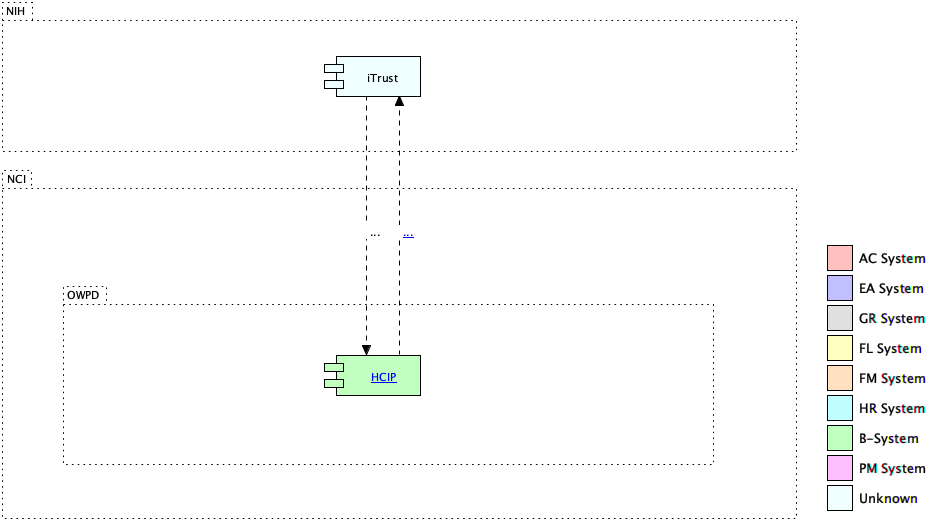 NIH
iTrust
NCI
... ...
OWPD
HCIP
AC System
EA System
GR System
FL System
FM System
HR System
B-System
PM System
Unknown